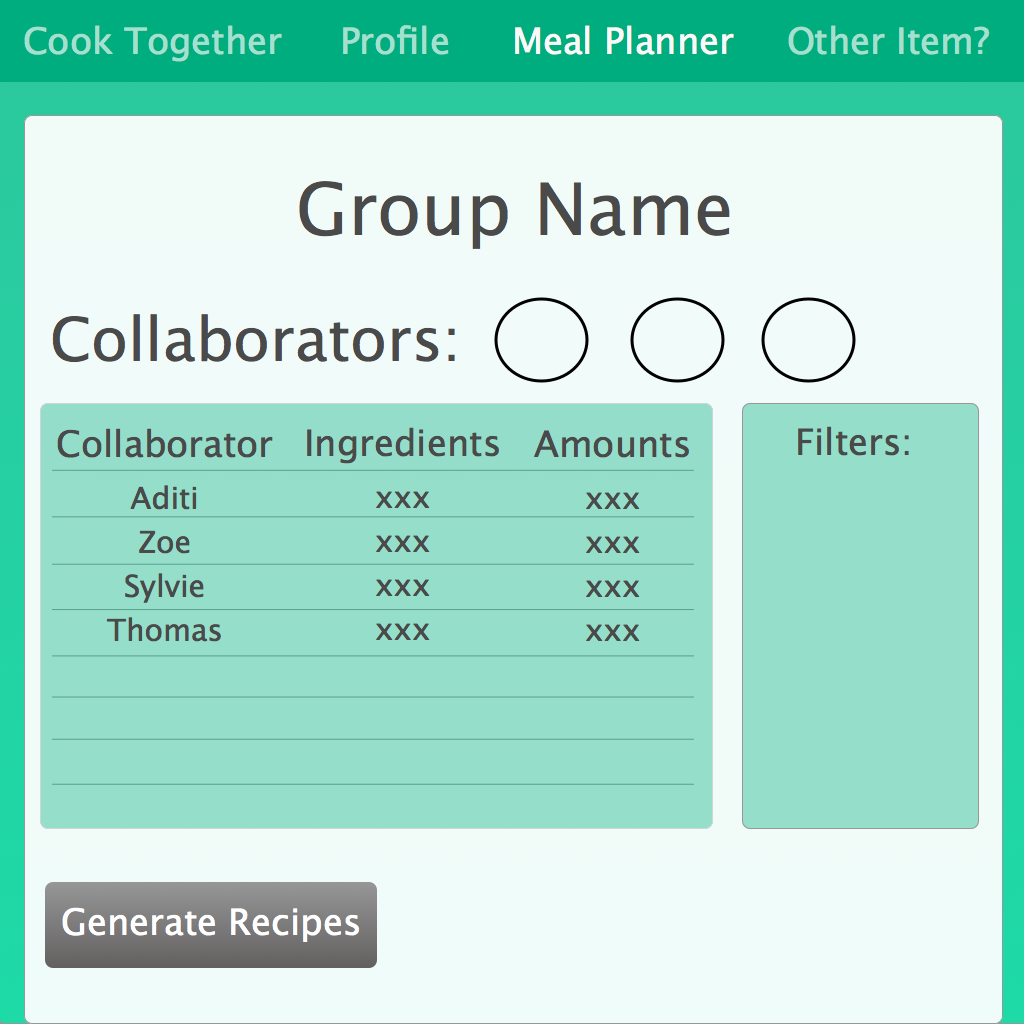 Cook Together Profile Meal Planner Other Item?
Group Name
Collaborators:
Collaborator Ingredients Amounts
Aditi xxx xxx
Zoe xxx xxx
Sylvie xxx xxx
Thomas xxx xxx
Filters:
Generate Recipes